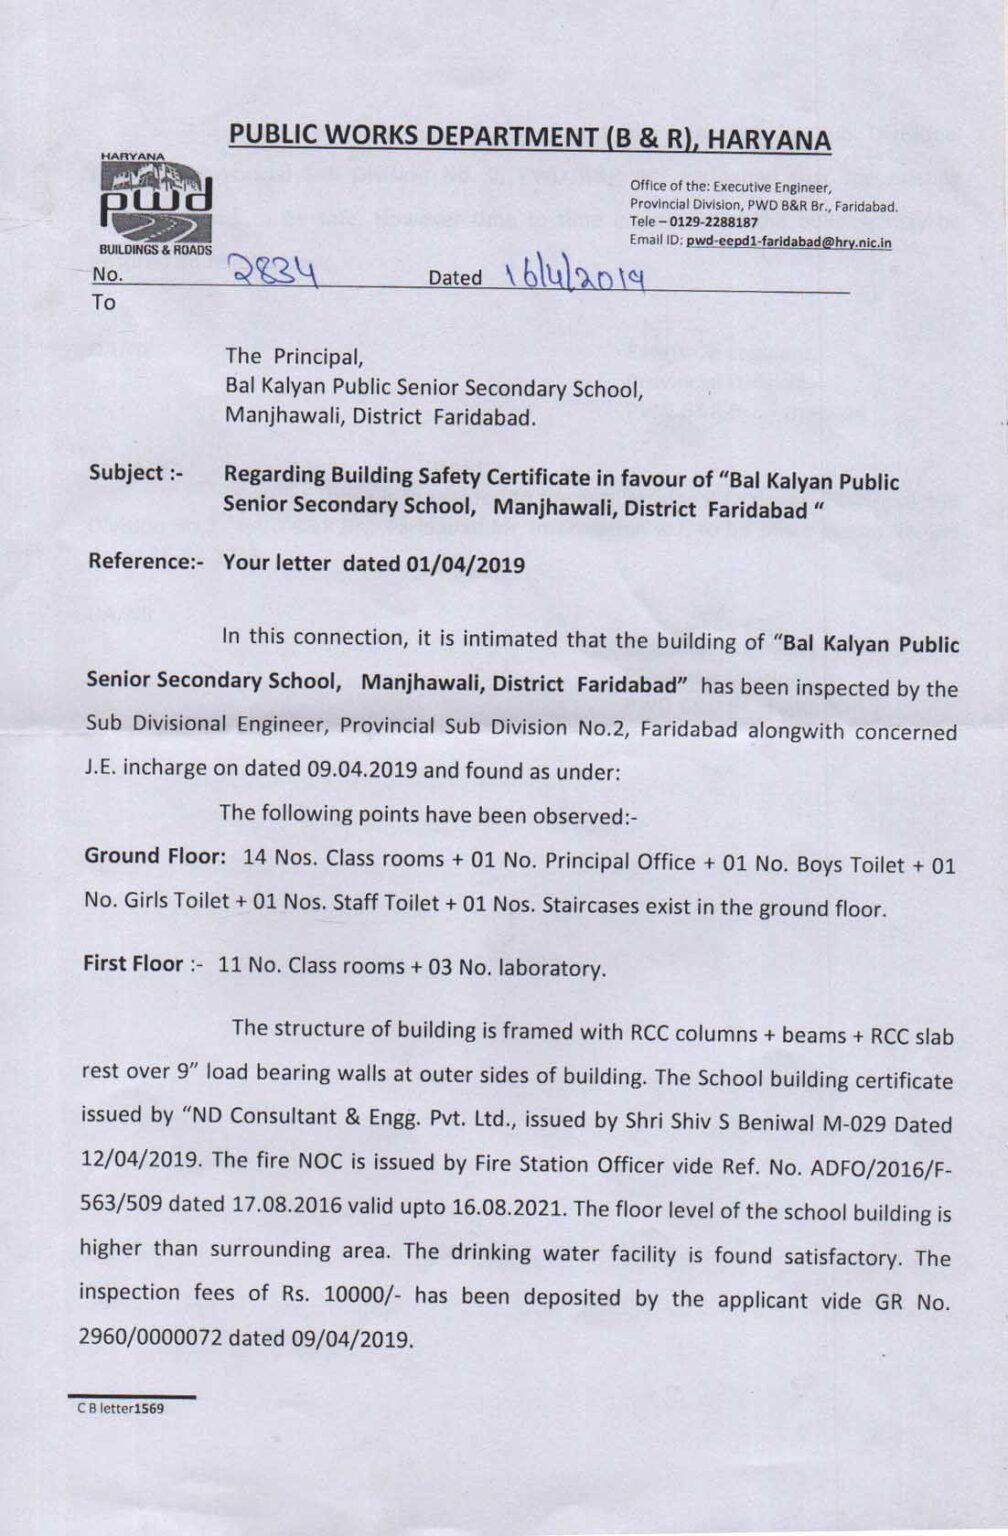 PUBLIC WORKS DEPARTMENT (B & R), HARYANA
HARYANA
pwd
BUILDINGS & ROADS
Office of the: Executive Engineer,
Provincial Division, PWD B&R Br., Faridabad.
Tele – 0129-2288187
Email ID: pwd-eepd1-faridabad@hry.nic.in
No. 2834 Dated 16/4/2019
To
The Principal,
Bal Kalyan Public Senior Secondary School,
Manjhawali, District Faridabad.
Subject :- Regarding Building Safety Certificate in favour of “Bal Kalyan Public
Senior Secondary School, Manjhawali, District Faridabad “
Reference:- Your letter dated 01/04/2019
In this connection, it is intimated that the building of “Bal Kalyan Public
Senior Secondary School, Manjhawali, District Faridabad” has been inspected by the
Sub Divisional Engineer, Provincial Sub Division No.2, Faridabad alongwith concerned
J.E. incharge on dated 09.04.2019 and found as under:
The following points have been observed:-
Ground Floor: 14 Nos. Class rooms + 01 No. Principal Office + 01 No. Boys Toilet + 01
No. Girls Toilet + 01 Nos. Staff Toilet + 01 Nos. Staircases exist in the ground floor.
First Floor :- 11 No. Class rooms + 03 No. laboratory.
The structure of building is framed with RCC columns + beams + RCC slab
rest over 9” load bearing walls at outer sides of building. The School building certificate
issued by “ND Consultant & Engg. Pvt. Ltd., issued by Shri Shiv S Beniwal M-029 Dated
12/04/2019. The fire NOC is issued by Fire Station Officer vide Ref. No. ADFO/2016/F-
563/509 dated 17.08.2016 valid upto 16.08.2021. The floor level of the school building is
higher than surrounding area. The drinking water facility is found satisfactory. The
inspection fees of Rs. 10000/- has been deposited by the applicant vide GR No.
2960/0000072 dated 09/04/2019.
C B letter1569